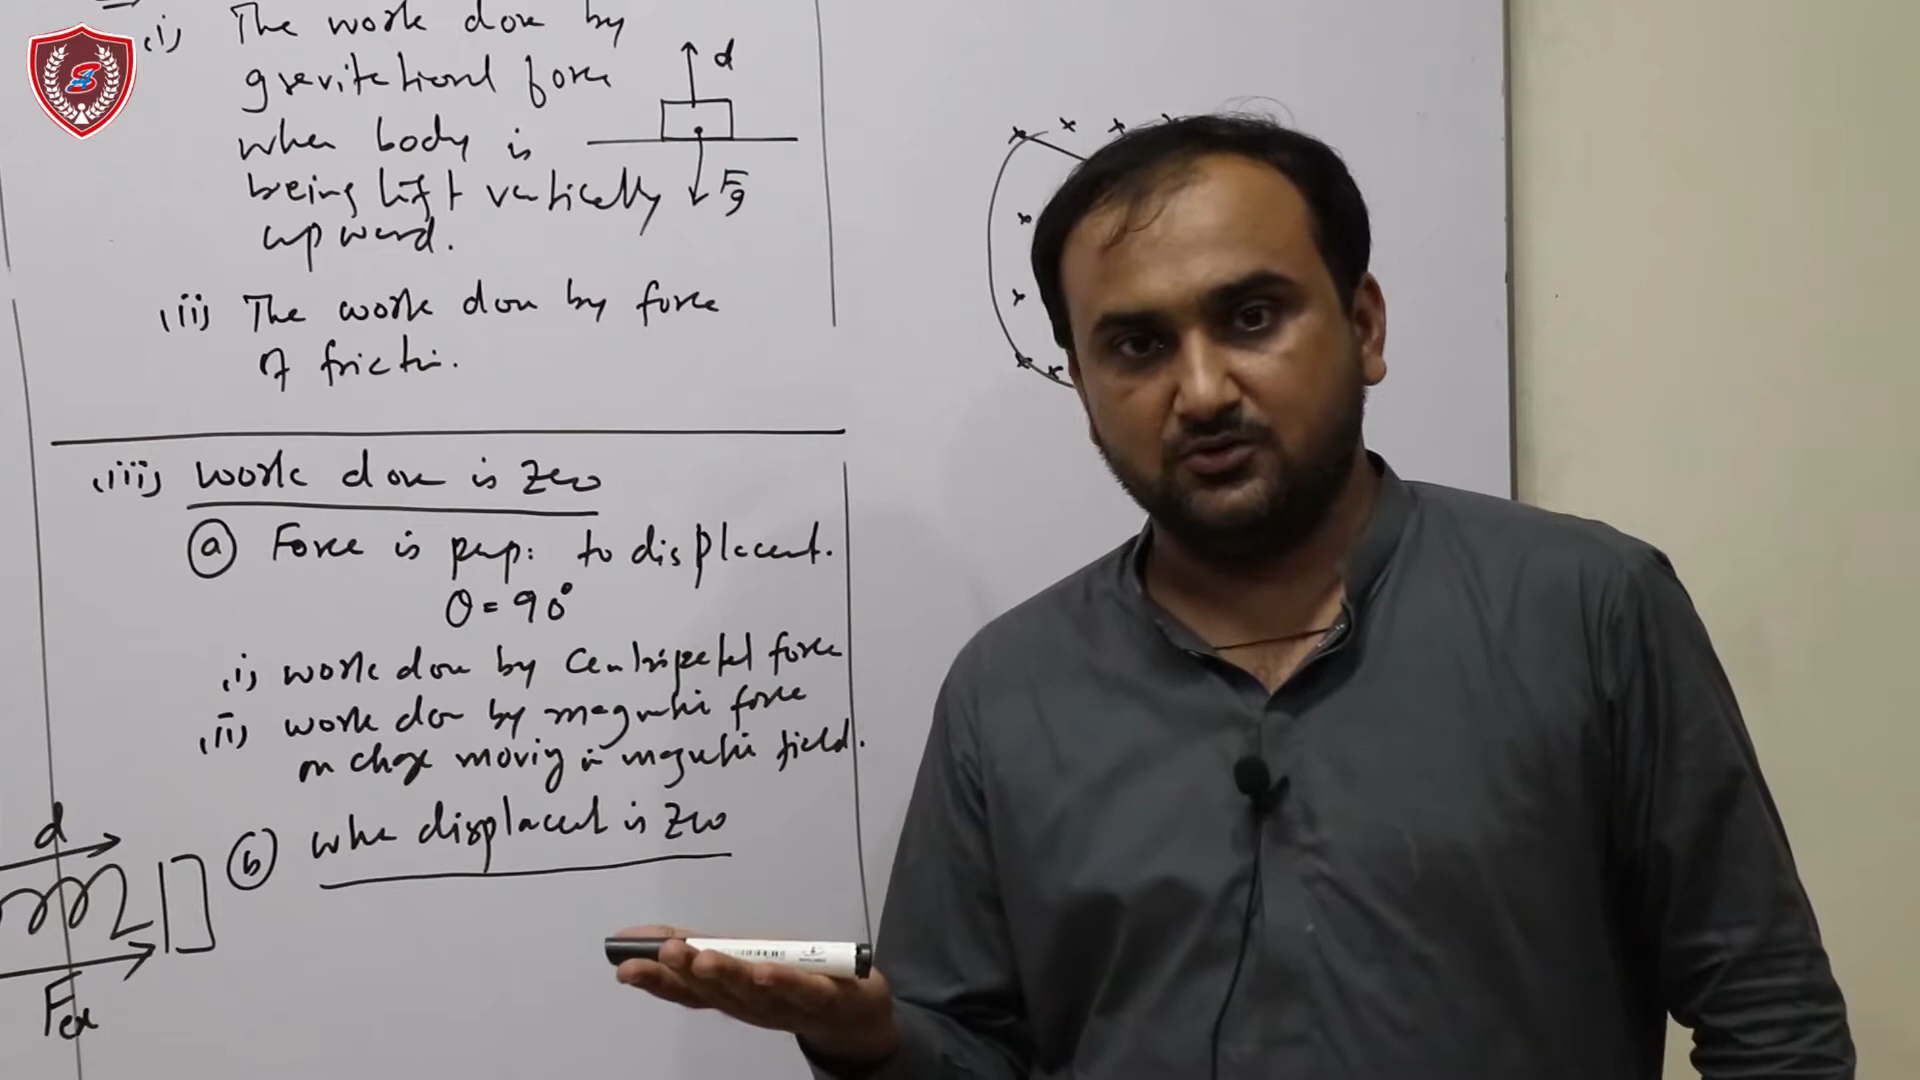 (i) The work done by
gravitational force
when body is
being lift vertically
upward.
d
Fg
(ii) The work done by force
of friction.
(iii) Work done is zero
(a) Force is perp: to displacement.
θ = 90°
(i) work done by Centripetal force
(ii) work done by magnetic force
on charge moving in magnetic field.
(b) when displacement is zero
d
Fex